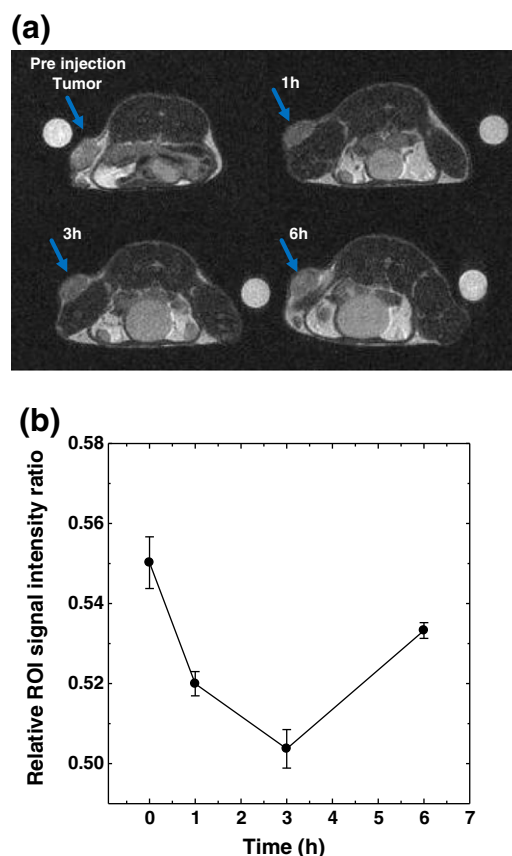 (a)
Pre injection
Tumor
1h
3h
6h
(b)
Relative ROI signal intensity ratio
0.58
0.56
0.54
0.52
0.50
0 1 2 3 4 5 6 7
Time (h)